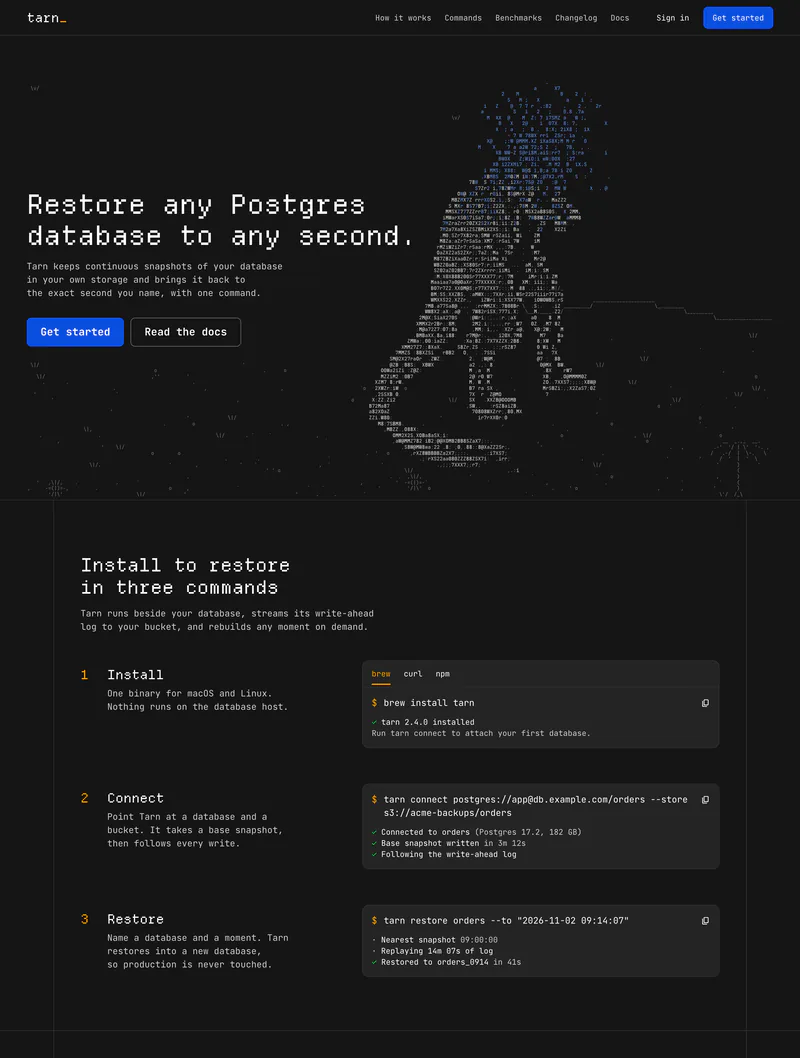 tarn_
How it works
Commands
Benchmarks
Changelog
Docs
Sign in
Get started
Restore any Postgres
database to any second.
Tarn keeps continuous snapshots of your database
in your own storage and brings it back to
the exact second you name, with one command.
Get started
Read the docs
Install to restore
in three commands
Tarn runs beside your database, streams its write-ahead
log to your bucket, and rebuilds any moment on demand.
1 Install
One binary for macOS and Linux.
Nothing runs on the database host.
brew curl npm
$ brew install tarn
✓ tarn 2.4.0 installed
Run tarn connect to attach your first database.
2 Connect
Point Tarn at a database and a
bucket. It takes a base snapshot,
then follows every write.
$ tarn connect postgres://app@db.example.com/orders --store
s3://acme-backups/orders
✓ Connected to orders (Postgres 17.2, 182 GB)
✓ Base snapshot written in 3m 12s
✓ Following the write-ahead log
3 Restore
Name a database and a moment. Tarn
restores into a new database,
so production is never touched.
$ tarn restore orders --to "2026-11-02 09:14:07"
· Nearest snapshot 09:00:00
· Replaying 14m 07s of log
✓ Restored to orders_0914 in 41s